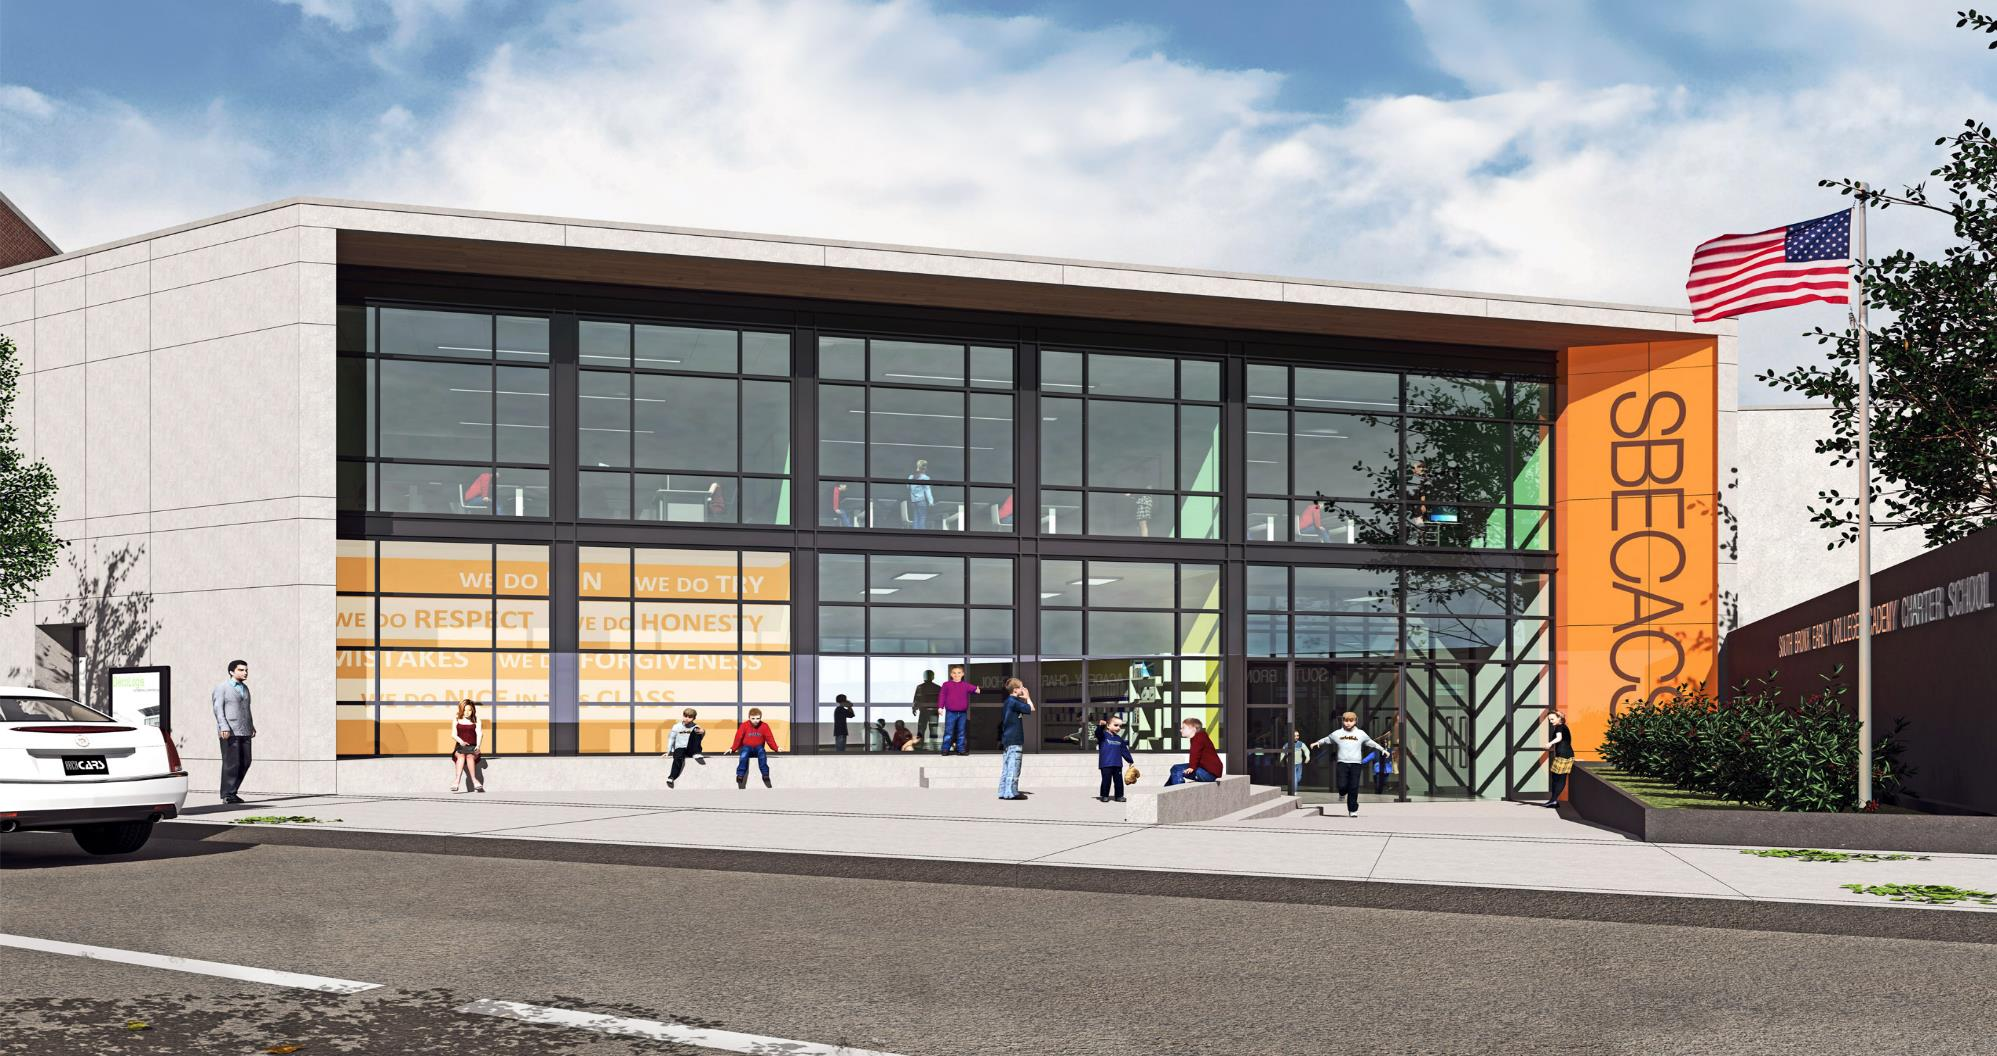 WE DO TRY
WE DO RESPECT WE DO HONESTY
MISTAKES FORGIVENESS
WE DO NICE IN CLASS
SBECACS
SOUTH BRONX EARLY COLLEGE ACADEMY CHARTER SCHOOL
CARS